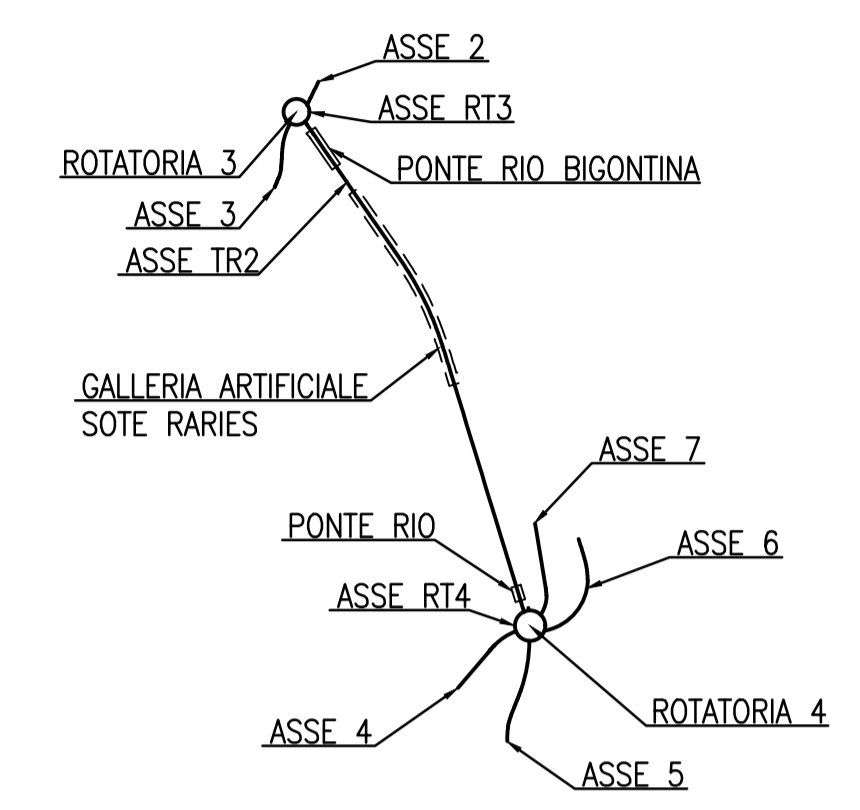 ASSE 2
ASSE RT3
ROTATORIA 3
PONTE RIO BIGONTINA
ASSE 3
ASSE TR2
GALLERIA ARTIFICIALE
SOTE RARIES
ASSE 7
PONTE RIO
ASSE 6
ASSE RT4
ROTATORIA 4
ASSE 4
ASSE 5